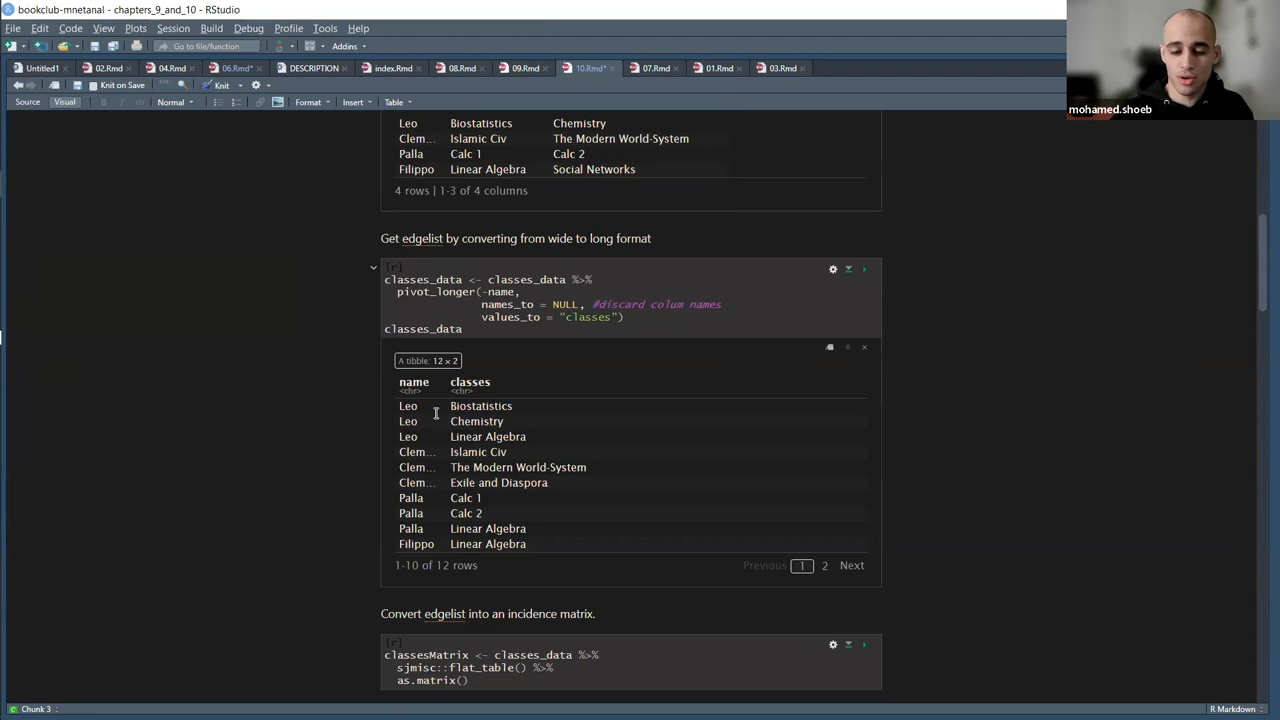 bookclub-mnetanal - chapters_9_and_10 - RStudio
File Edit Code View Plots Session Build Debug Profile Tools Help
Go to file/function Addins
Untitled1 02.Rmd 04.Rmd 06.Rmd* DESCRIPTION index.Rmd 08.Rmd 09.Rmd 10.Rmd* 07.Rmd 01.Rmd 03.Rmd
Knit on Save Knit
Source Visual B I Normal Format Insert Table
mohamed.shoeb
Leo Biostatistics Chemistry
Clem... Islamic Civ The Modern World-System
Palla Calc 1 Calc 2
Filippo Linear Algebra Social Networks
4 rows | 1-3 of 4 columns
Get edgelist by converting from wide to long format
[r]
classes_data <- classes_data %>%
pivot_longer(-name,
names_to = NULL, #discard colum names
values_to = "classes")
classes_data
A tibble: 12 × 2
name classes
<chr> <chr>
Leo Biostatistics
Leo Chemistry
Leo Linear Algebra
Clem... Islamic Civ
Clem... The Modern World-System
Clem... Exile and Diaspora
Palla Calc 1
Palla Calc 2
Palla Linear Algebra
Filippo Linear Algebra
1-10 of 12 rows Previous 1 2 Next
Convert edgelist into an incidence matrix.
[r]
classesMatrix <- classes_data %>%
sjmisc::flat_table() %>%
as.matrix()
Chunk 3 R Markdown